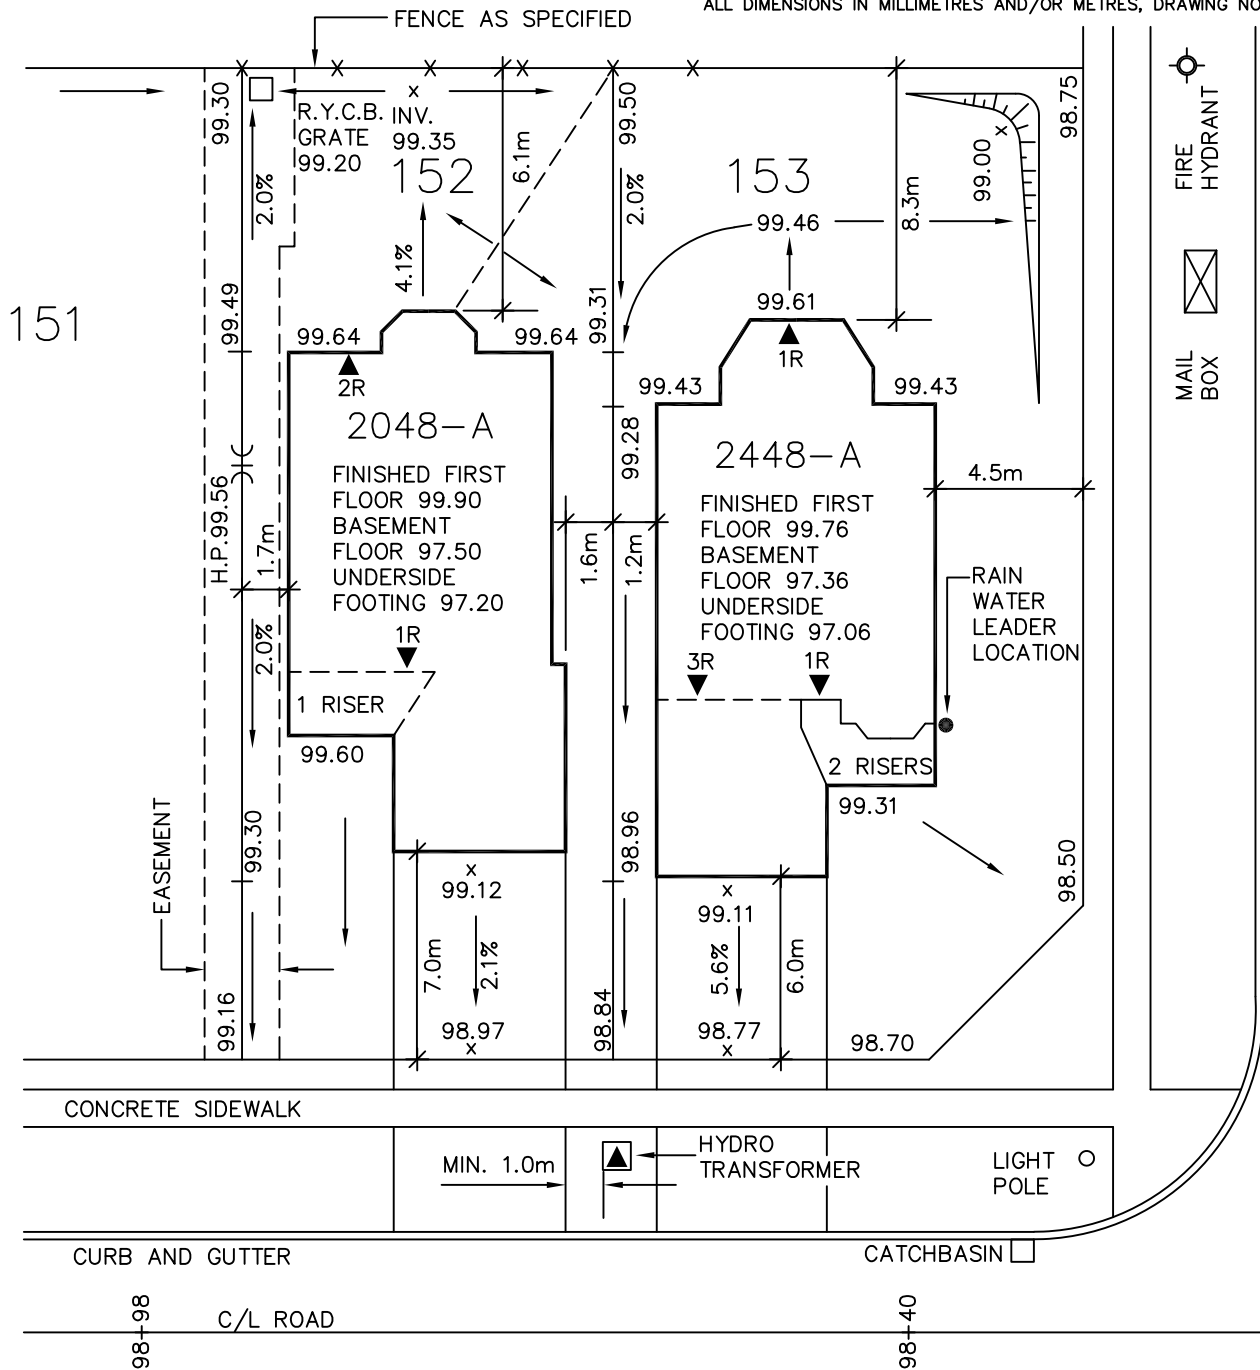 ALL DIMENSIONS IN MILLIMETRES AND/OR METRES, DRAWING NO
FENCE AS SPECIFIED
99.30
R.Y.C.B.
GRATE
99.20
x
INV.
99.35
6.1m
99.50
98.75
99.00 x
FIRE
HYDRANT
2.0%
152
2.0%
153
8.3m
99.46
4.1%
151
99.49
99.64
99.64
99.31
99.61
MAIL
BOX
2R
1R
99.43
99.43
2048-A
99.28
2448-A
4.5m
H.P.99.56
1.7m
FINISHED FIRST
FLOOR 99.90
BASEMENT
FLOOR 97.50
UNDERSIDE
FOOTING 97.20
1.6m
1.2m
FINISHED FIRST
FLOOR 99.76
BASEMENT
FLOOR 97.36
UNDERSIDE
FOOTING 97.06
RAIN
WATER
LEADER
LOCATION
2.0%
1R
3R
1R
1 RISER
99.60
2 RISERS
99.31
EASEMENT
99.30
98.96
98.50
x
99.12
x
99.11
7.0m
2.1%
5.6%
6.0m
99.16
98.97
x
98.84
98.77
x
98.70
CONCRETE SIDEWALK
MIN. 1.0m
HYDRO
TRANSFORMER
LIGHT
POLE
CURB AND GUTTER
CATCHBASIN
98-98
C/L ROAD
98-40